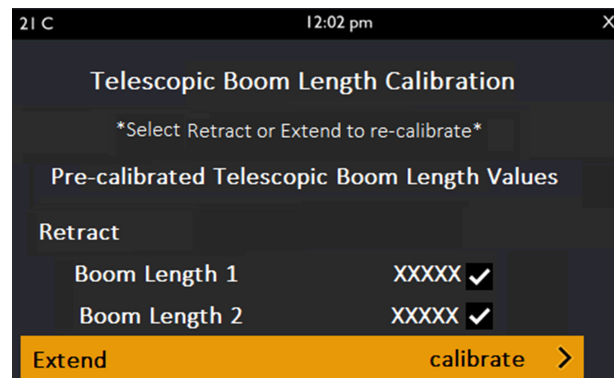 21 C 12:02 pm X
Telescopic Boom Length Calibration
*Select Retract or Extend to re-calibrate*
Pre-calibrated Telescopic Boom Length Values
Retract
Boom Length 1 XXXXX
Boom Length 2 XXXXX
Extend calibrate >